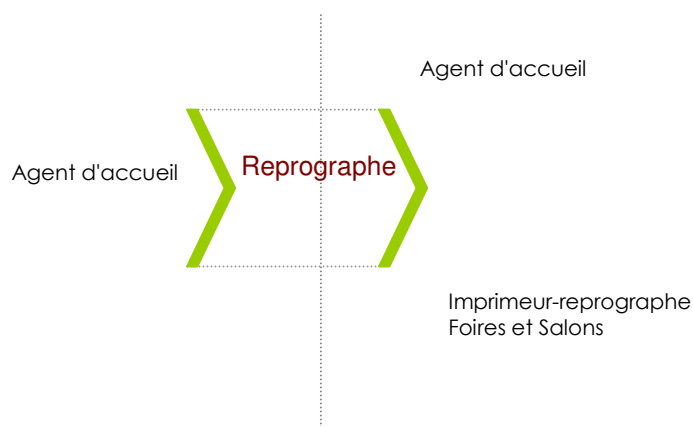 Agent d'accueil
Agent d'accueil
Reprographe
Imprimeur-reprographe
Foires et Salons